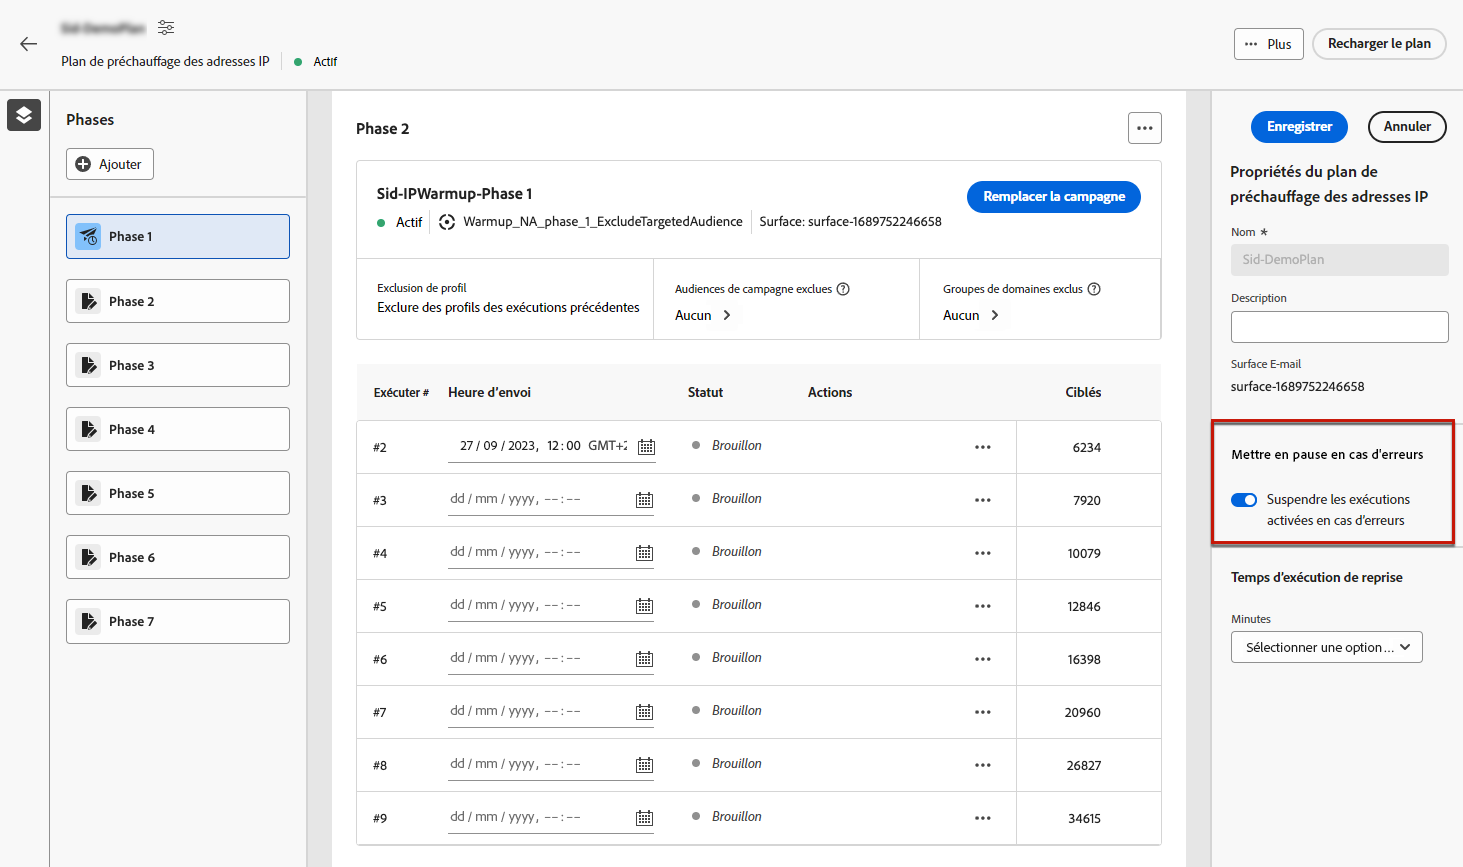 Plan de préchauffage des adresses IP
Actif
Plus
Recharger le plan
Phases
Ajouter
Phase 1
Phase 2
Phase 3
Phase 4
Phase 5
Phase 6
Phase 7
Phase 2
Sid-IPWarmup-Phase 1
Actif
Warmup_NA_phase_1_ExcludeTargetedAudience
Surface: surface-1689752246658
Remplacer la campagne
Exclusion de profil
Exclure des profils des exécutions précédentes
Audiences de campagne exclues
Aucun
Groupes de domaines exclus
Aucun
Exécuter # Heure d'envoi Statut Actions Ciblés
#2 27 / 09 / 2023, 12:00 GMT+2 Brouillon 6234
#3 dd / mm / yyyy, --:-- Brouillon 7920
#4 dd / mm / yyyy, --:-- Brouillon 10079
#5 dd / mm / yyyy, --:-- Brouillon 12846
#6 dd / mm / yyyy, --:-- Brouillon 16398
#7 dd / mm / yyyy, --:-- Brouillon 20960
#8 dd / mm / yyyy, --:-- Brouillon 26827
#9 dd / mm / yyyy, --:-- Brouillon 34615
Enregistrer
Annuler
Propriétés du plan de
préchauffage des adresses IP
Nom *
Sid-DemoPlan
Description
Surface E-mail
surface-1689752246658
Mettre en pause en cas d'erreurs
Suspendre les exécutions
activées en cas d'erreurs
Temps d'exécution de reprise
Minutes
Sélectionner une option...